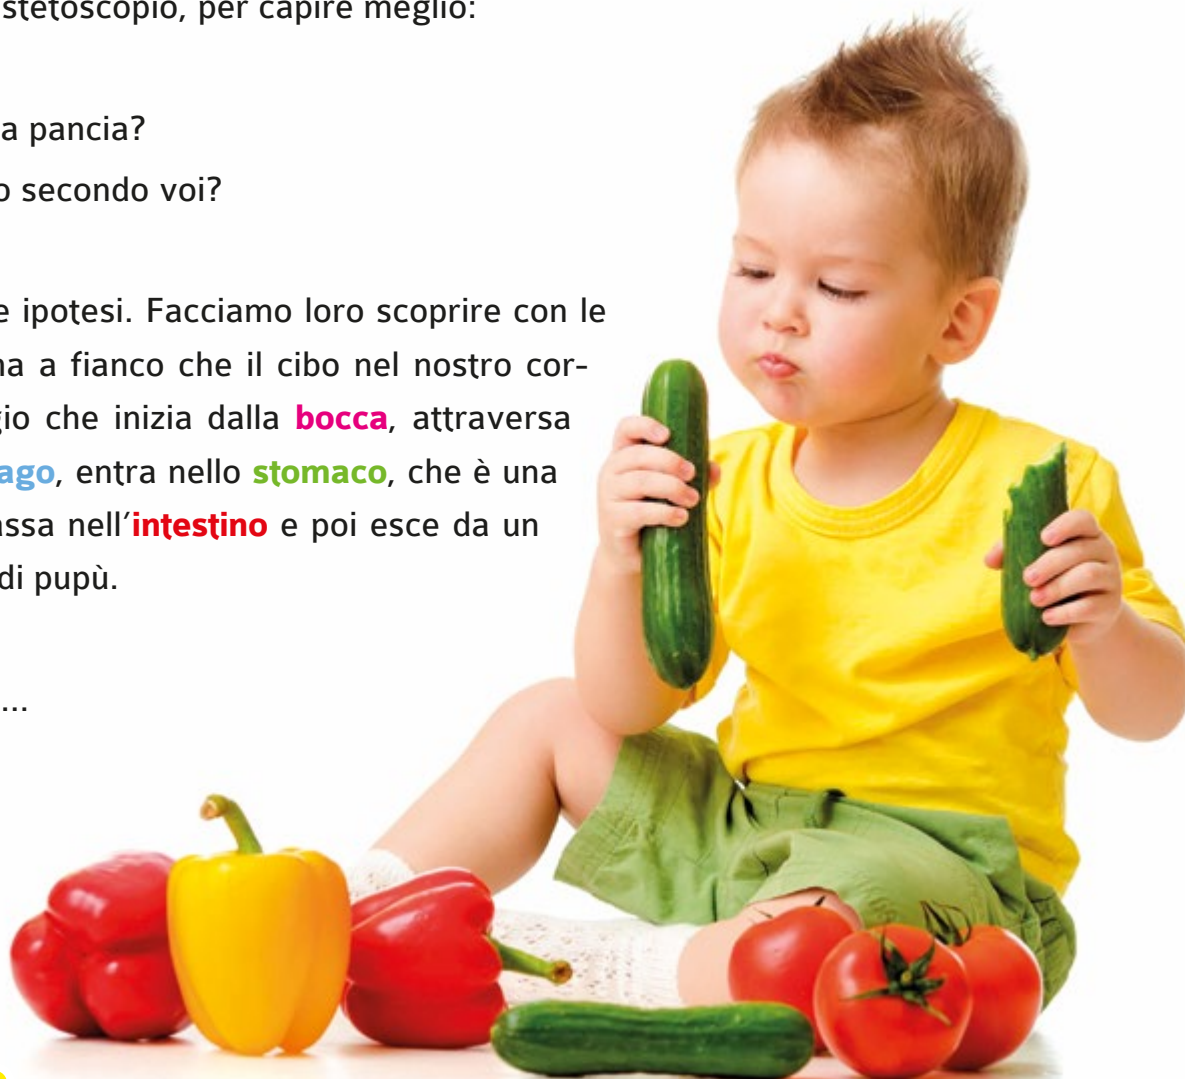 stetoscopio, per capire meglio:
a pancia?
o secondo voi?
e ipotesi. Facciamo loro scoprire con le
na a fianco che il cibo nel nostro cor-
gio che inizia dalla bocca, attraversa
ago, entra nello stomaco, che è una
assa nell'intestino e poi esce da un
di pupù.
...